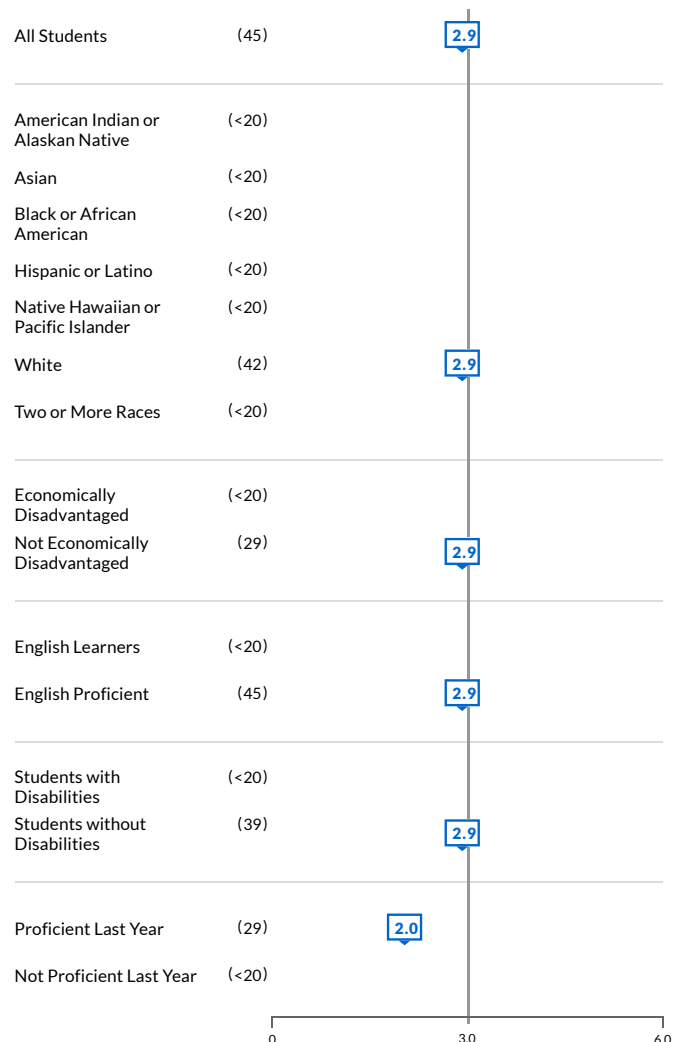 All Students (45) 2.9
American Indian or (<20)
Alaskan Native
Asian (<20)
Black or African (<20)
American
Hispanic or Latino (<20)
Native Hawaiian or (<20)
Pacific Islander
White (42) 2.9
Two or More Races (<20)
Economically (<20)
Disadvantaged
Not Economically (29) 2.9
Disadvantaged
English Learners (<20)
English Proficient (45) 2.9
Students with (<20)
Disabilities
Students without (39) 2.9
Disabilities
Proficient Last Year (29) 2.0
Not Proficient Last Year (<20)
0 3.0 6.0